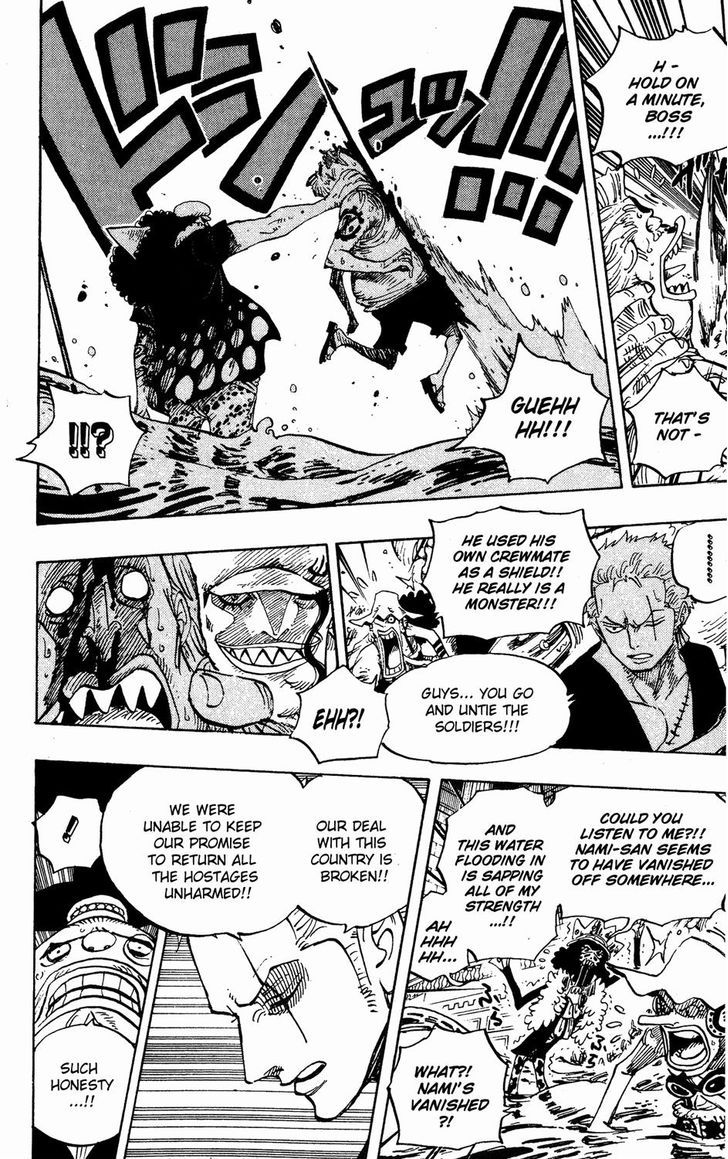 H -
HOLD ON
A MINUTE,
BOSS
...!!!
THAT'S
NOT -
ドンッ!!!
GUEHH
HH!!!
!!?
.........
HE USED HIS
OWN CREWMATE
AS A SHIELD!!
HE REALLY IS A
MONSTER!!!
GUYS... YOU GO
AND UNTIE THE
SOLDIERS!!!
EHH?!
COULD YOU
LISTEN TO ME?!!
NAMI-SAN SEEMS
TO HAVE VANISHED
OFF SOMEWHERE...
AND
THIS WATER
FLOODING IN
IS SAPPING
ALL OF MY
STRENGTH
...!!
AH
HHH
HH...
WHAT?!
NAMI'S
VANISHED
?!
OUR DEAL
WITH THIS
COUNTRY IS
BROKEN!!
WE WERE
UNABLE TO KEEP
OUR PROMISE
TO RETURN ALL
THE HOSTAGES
UNHARMED!!
!
SUCH
HONESTY
...!!